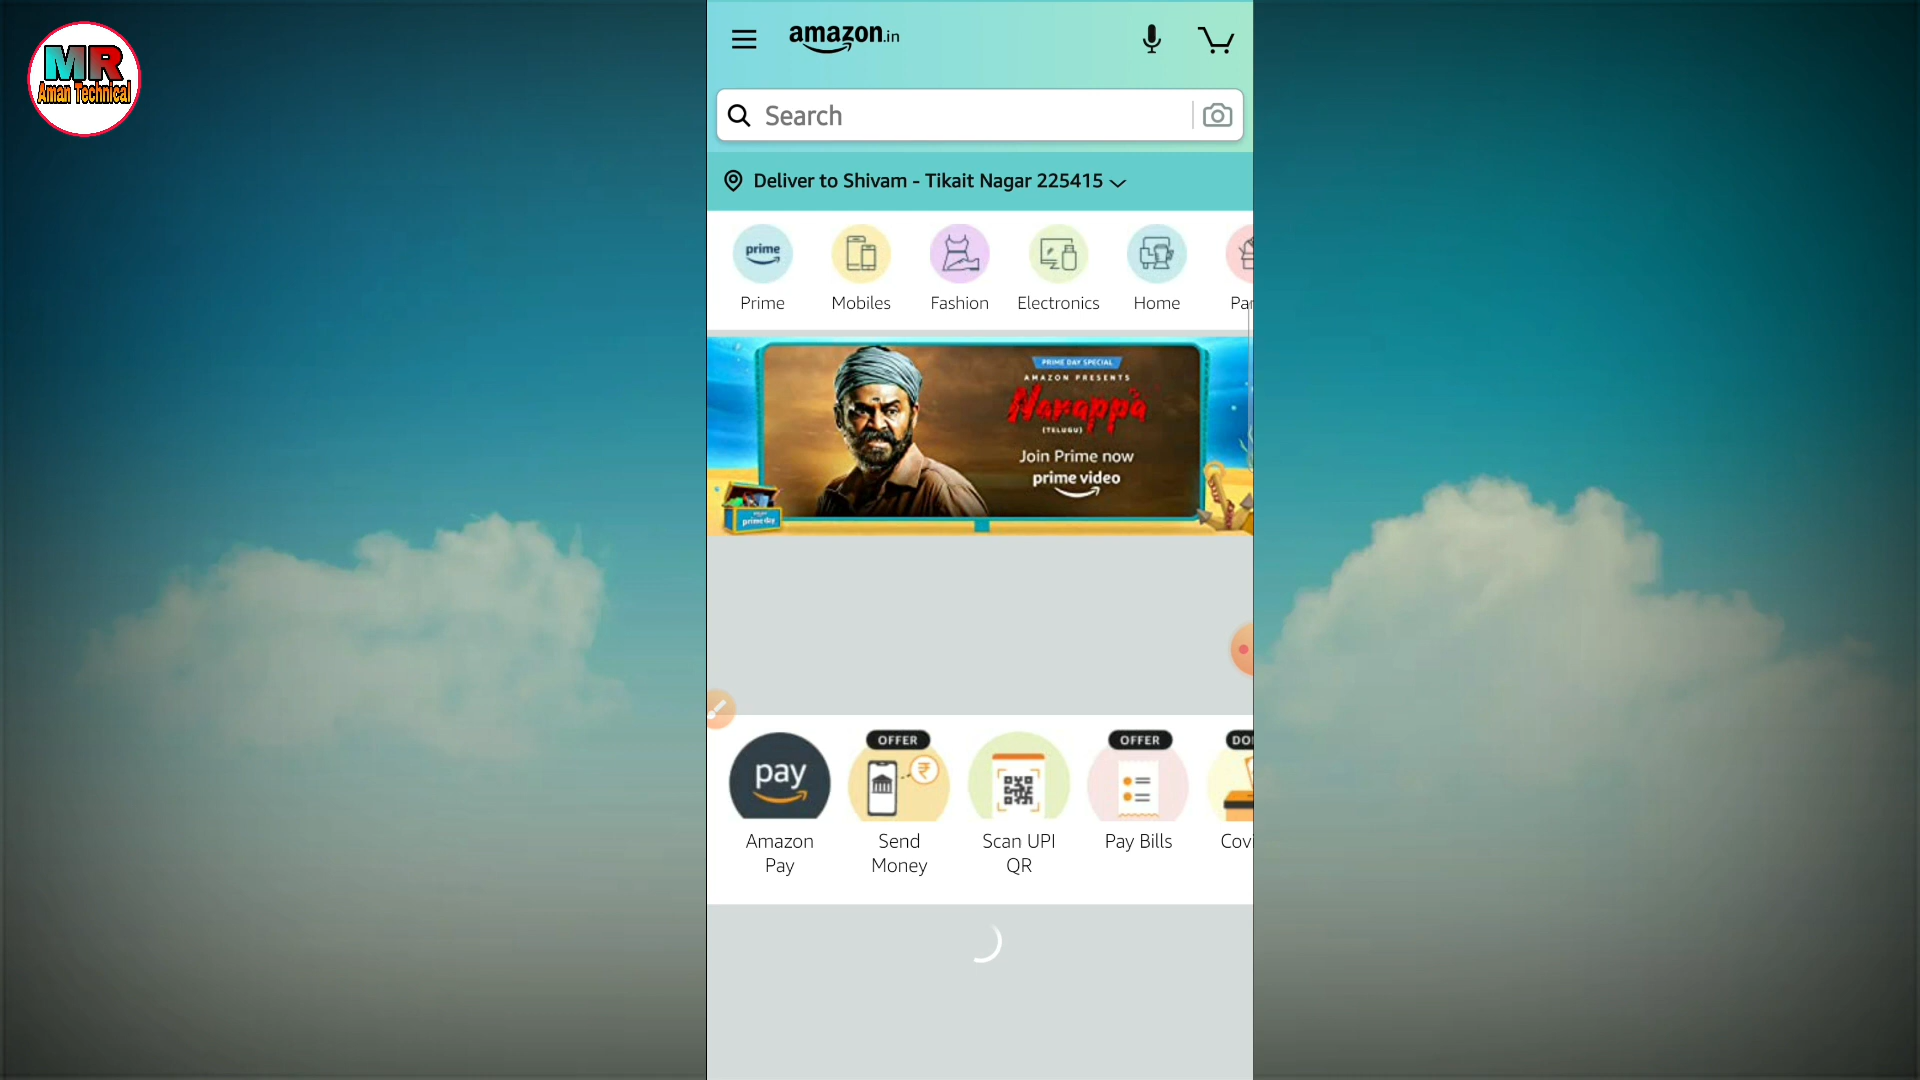 MR
Aman Technical
amazon.in
Search
Deliver to Shivam - Tikait Nagar 225415
prime
Prime
Mobiles
Fashion
Electronics
Home
Par
PRIME DAY SPECIAL
AMAZON PRESENTS
Narappa
(TELUGU)
Join Prime now
prime video
prime day
OFFER
OFFER
DO
pay
Amazon
Pay
Send
Money
Scan UPI
QR
Pay Bills
Covi